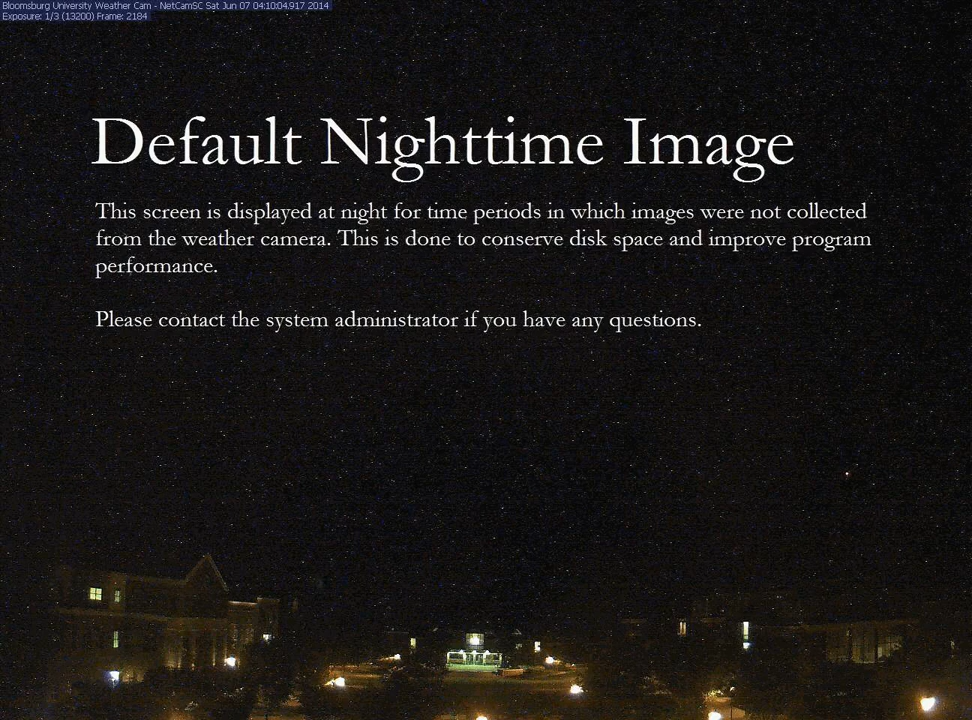 Bloomsburg University Weather Cam - NetCamSC Sat Jun 07 04:10:04.917 2014
Exposure: 1/3 (13200) Frame: 2184
Default Nighttime Image
This screen is displayed at night for time periods in which images were not collected
from the weather camera. This is done to conserve disk space and improve program
performance.
Please contact the system administrator if you have any questions.